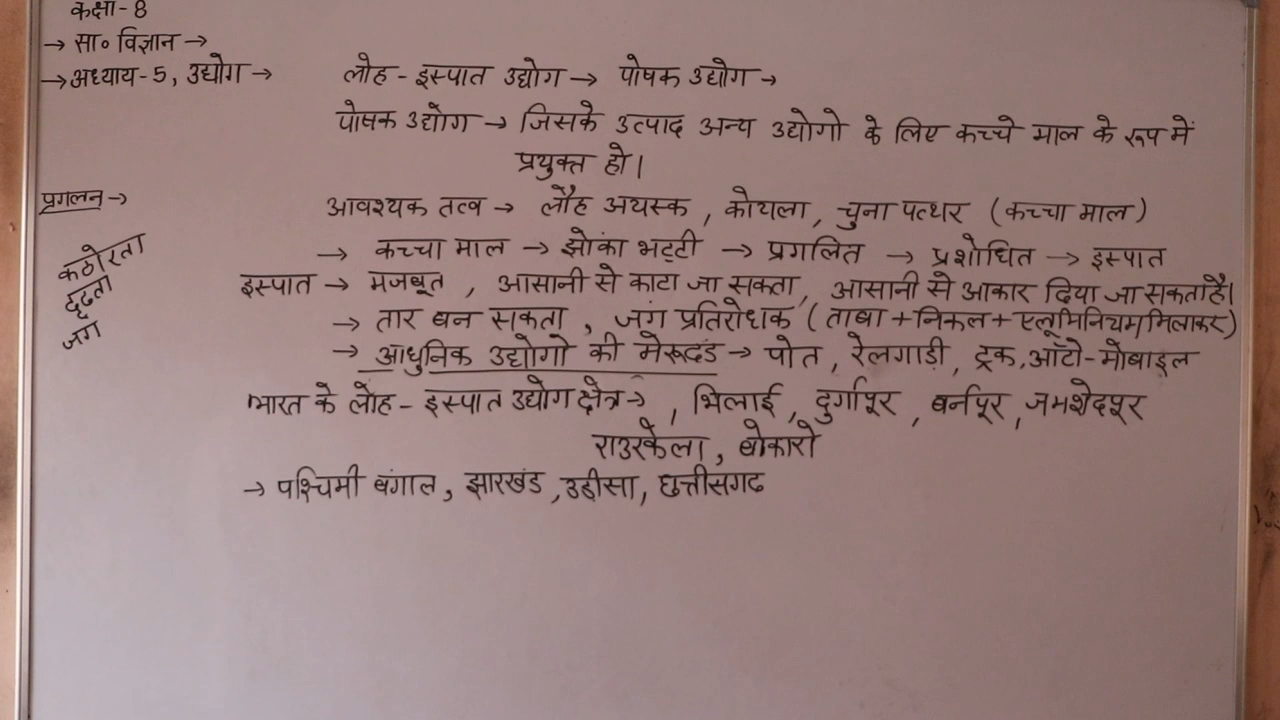 कक्षा-8
→ सा० विज्ञान →
→ अध्याय-5, उद्योग → लोह - इस्पात उद्योग → पोषक उद्योग →
पोषक उद्योग → जिसके उत्पाद अन्य उद्योगो के लिए कच्चे माल के रूप में
प्रयुक्त हो।
प्रगलन → आवश्यक तत्व → लौह अयस्क , कोयला, चुना पत्थर (कच्चा माल)
→ कच्चा माल → झोंका भट्टी → प्रगलित → प्रशोधित → इस्पात
कठोरता
दृढ़ता
जंग
इस्पात → मजबूत , आसानी से काटा जा सकता, आसानी से आकार दिया जा सकता है।
→ तार बन सकता , जंग प्रतिरोधक (तांबा + निकल + एलूमिनियम मिलाकर)
→ आधुनिक उद्योगो की मेरूदंड → पोत , रेलगाड़ी , ट्रक, ऑटो-मोबाइल
भारत के लोह - इस्पात उद्योग क्षेत्र → , भिलाई , दुर्गापूर , बर्नपूर , जमशेदपूर
राउरकेला , बोकारो
→ पश्चिमी बंगाल , झारखंड , उड़ीसा, छत्तीसगढ